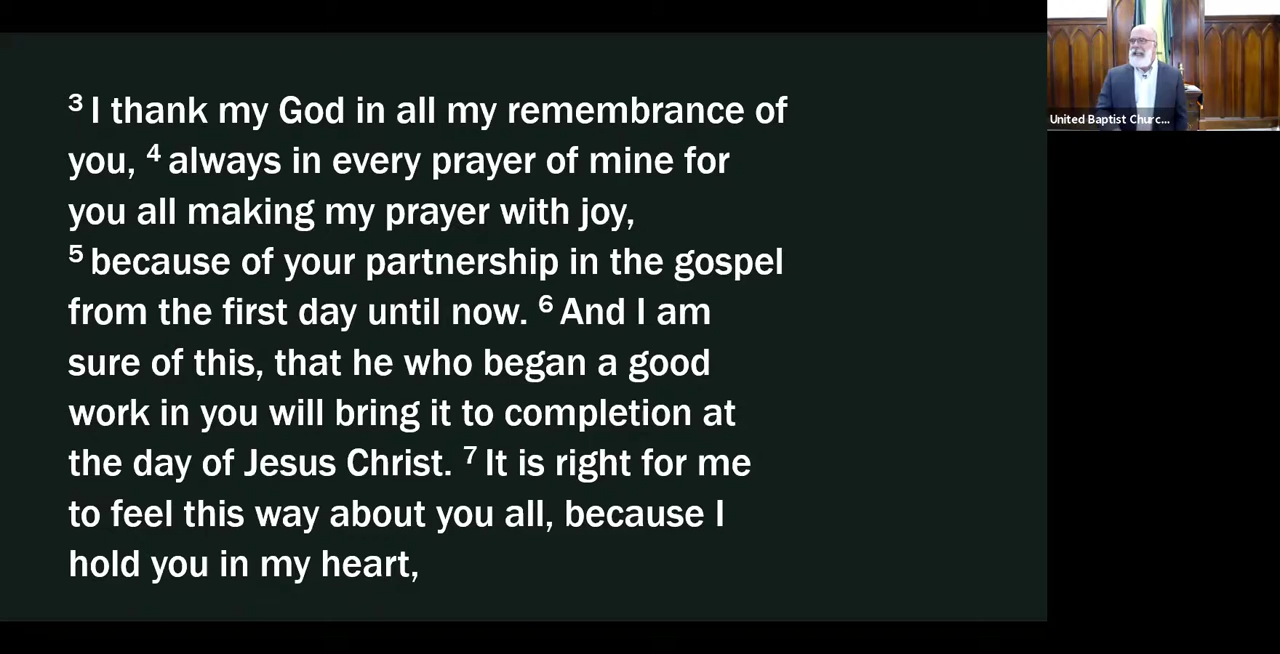 ³ I thank my God in all my remembrance of
you, ⁴ always in every prayer of mine for
you all making my prayer with joy,
⁵ because of your partnership in the gospel
from the first day until now. ⁶ And I am
sure of this, that he who began a good
work in you will bring it to completion at
the day of Jesus Christ. ⁷ It is right for me
to feel this way about you all, because I
hold you in my heart,
United Baptist Churc...